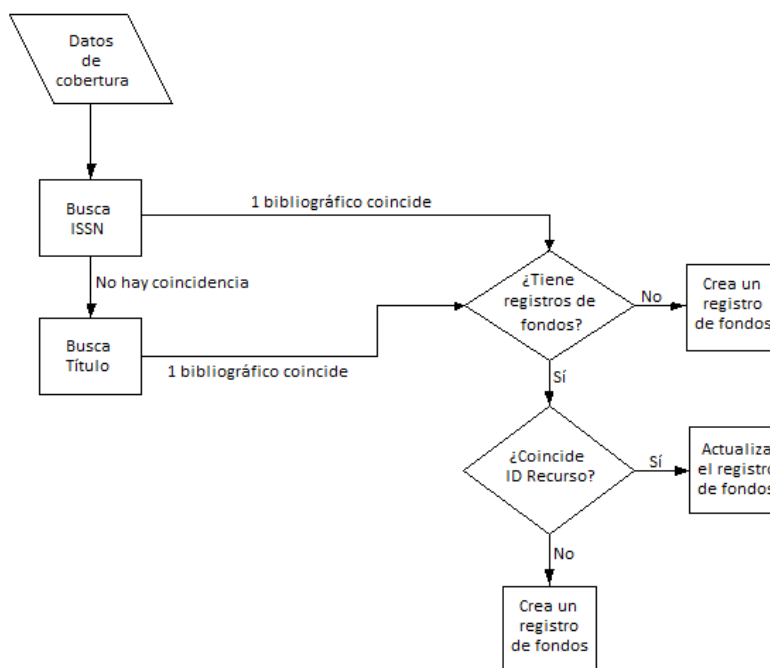 Datos
de
cobertura
Busca
ISSN
1 bibliográfico coincide
No hay coincidencia
Busca
Título
1 bibliográfico coincide
¿Tiene
registros de
fondos?
No
Crea un
registro
de fondos
Sí
¿Coincide
ID Recurso?
Sí
Actualiza
el registro
de fondos
No
Crea un
registro
de fondos